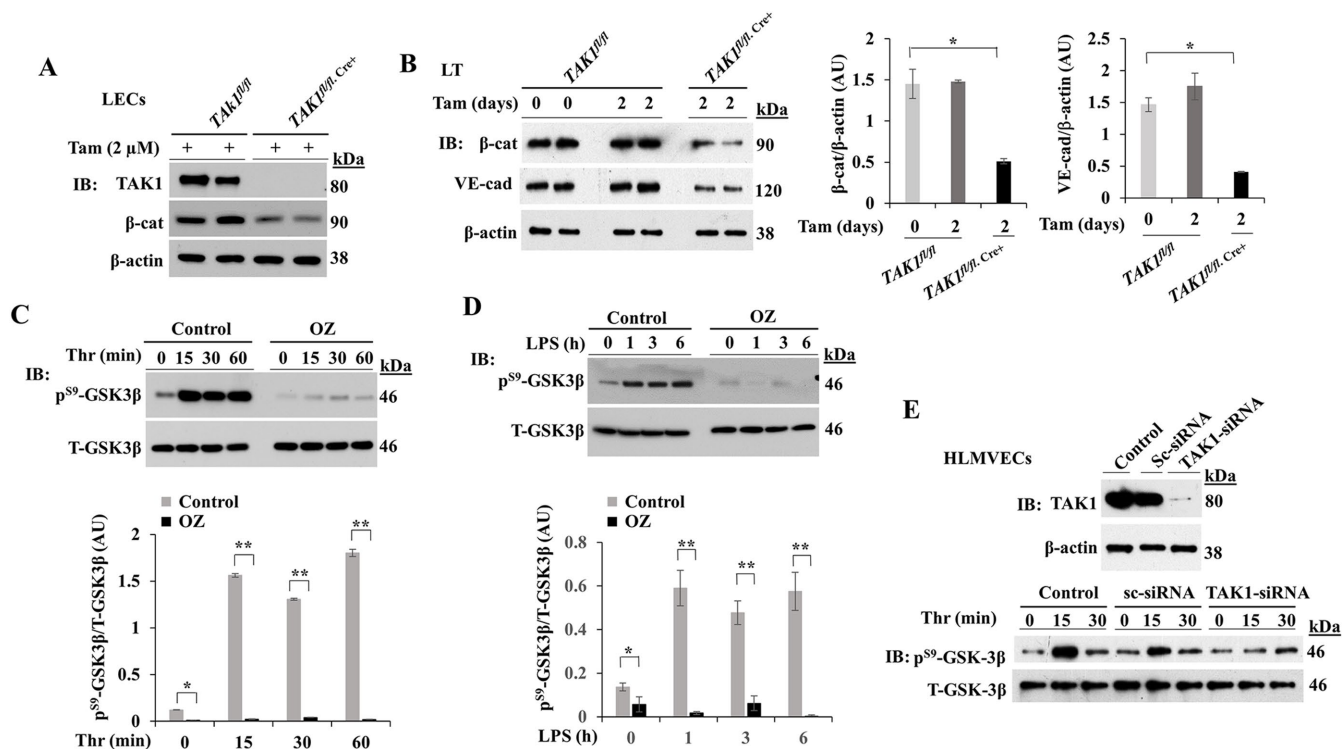 A
LECs
TAk1fl/fl
TAK1fl/fl. Cre+
Tam (2 µM) + + + +
kDa
IB: TAK1 80
β-cat 90
β-actin 38
B
LT
TAK1fl/fl
TAK1fl/fl. Cre+
Tam (days) 0 0 2 2 2 2 kDa
IB: β-cat 90
VE-cad 120
β-actin 38
β-cat/β-actin (AU)
2
1.5
1
0.5
0
*
Tam (days) 0 2 2
TAK1fl/fl
TAK1fl/fl. Cre+
VE-cad/β-actin (AU)
2.5
2
1.5
1
0.5
0
*
Tam (days) 0 2 2
TAK1fl/fl
TAK1fl/fl. Cre+
C
Control OZ
Thr (min) 0 15 30 60 0 15 30 60
kDa
IB:
pS9-GSK3β 46
T-GSK3β 46
Control
OZ
pS9-GSK3β/T-GSK3β (AU)
2
1.5
1
0.5
0
* ** ** **
Thr (min) 0 15 30 60
D
Control OZ
LPS (h) 0 1 3 6 0 1 3 6
kDa
IB:
pS9-GSK3β 46
T-GSK3β 46
Control
OZ
pS9-GSK3β/T-GSK3β (AU)
0.8
0.6
0.4
0.2
0
* ** ** **
LPS (h) 0 1 3 6
E
HLMVECs
Control
Sc-siRNA
TAK1-siRNA
kDa
IB: TAK1 80
β-actin 38
Control sc-siRNA TAK1-siRNA
Thr (min) 0 15 30 0 15 30 0 15 30
kDa
IB: pS9-GSK-3β 46
T-GSK-3β 46